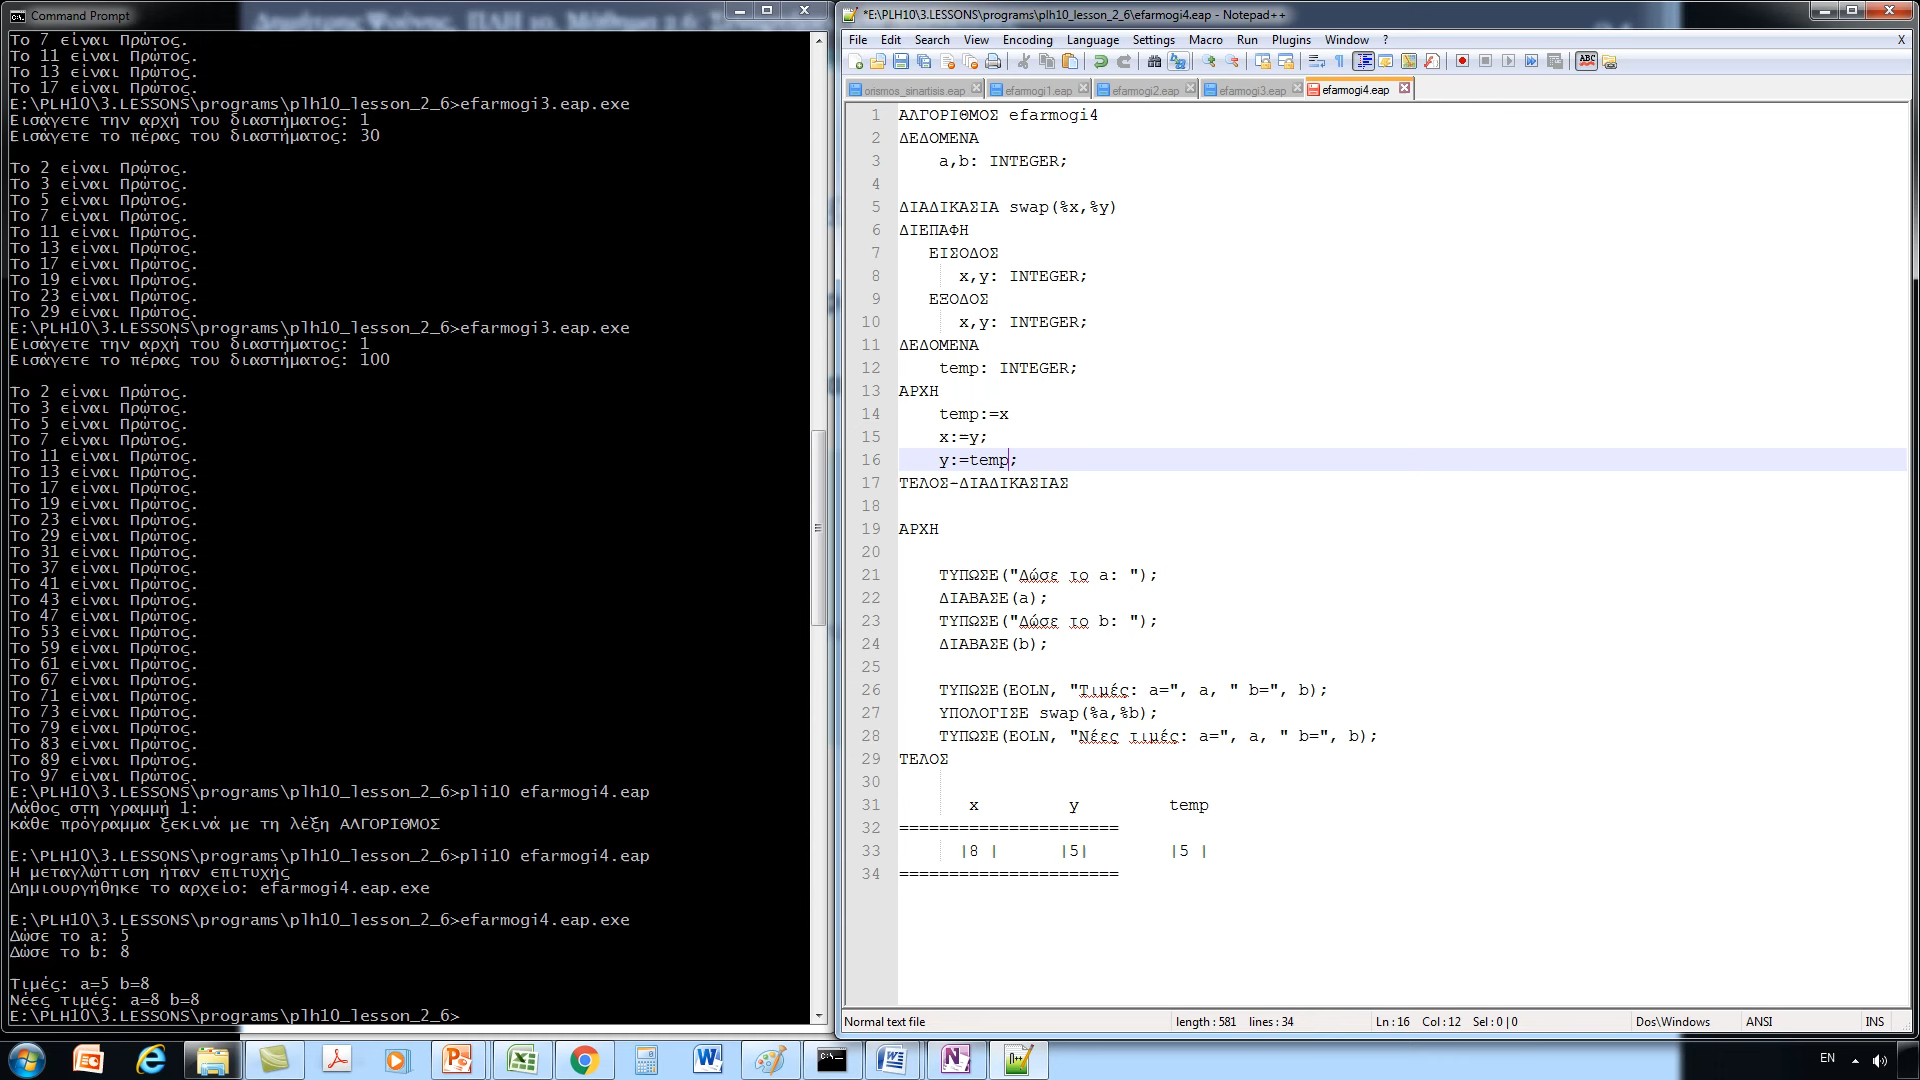 Command Prompt
Το 7 είναι Πρώτος.
Το 11 είναι Πρώτος.
Το 13 είναι Πρώτος.
Το 17 είναι Πρώτος.
E:\PLH10\3.LESSONS\programs\plh10_lesson_2_6>efarmogi3.eap.exe
Εισάγετε την αρχή του διαστήματος: 1
Εισάγετε το πέρας του διαστήματος: 30
Το 2 είναι Πρώτος.
Το 3 είναι Πρώτος.
Το 5 είναι Πρώτος.
Το 7 είναι Πρώτος.
Το 11 είναι Πρώτος.
Το 13 είναι Πρώτος.
Το 17 είναι Πρώτος.
Το 19 είναι Πρώτος.
Το 23 είναι Πρώτος.
Το 29 είναι Πρώτος.
E:\PLH10\3.LESSONS\programs\plh10_lesson_2_6>efarmogi3.eap.exe
Εισάγετε την αρχή του διαστήματος: 1
Εισάγετε το πέρας του διαστήματος: 100
Το 2 είναι Πρώτος.
Το 3 είναι Πρώτος.
Το 5 είναι Πρώτος.
Το 7 είναι Πρώτος.
Το 11 είναι Πρώτος.
Το 13 είναι Πρώτος.
Το 17 είναι Πρώτος.
Το 19 είναι Πρώτος.
Το 23 είναι Πρώτος.
Το 29 είναι Πρώτος.
Το 31 είναι Πρώτος.
Το 37 είναι Πρώτος.
Το 41 είναι Πρώτος.
Το 43 είναι Πρώτος.
Το 47 είναι Πρώτος.
Το 53 είναι Πρώτος.
Το 59 είναι Πρώτος.
Το 61 είναι Πρώτος.
Το 67 είναι Πρώτος.
Το 71 είναι Πρώτος.
Το 73 είναι Πρώτος.
Το 79 είναι Πρώτος.
Το 83 είναι Πρώτος.
Το 89 είναι Πρώτος.
Το 97 είναι Πρώτος.
E:\PLH10\3.LESSONS\programs\plh10_lesson_2_6>pli10 efarmogi4.eap
Λάθος στη γραμμή 1:
κάθε πρόγραμμα ξεκινά με τη λέξη ΑΛΓΟΡΙΘΜΟΣ
E:\PLH10\3.LESSONS\programs\plh10_lesson_2_6>pli10 efarmogi4.eap
Η μεταγλώττιση ήταν επιτυχής
Δημιουργήθηκε το αρχείο: efarmogi4.eap.exe
E:\PLH10\3.LESSONS\programs\plh10_lesson_2_6>efarmogi4.eap.exe
Δώσε το a: 5
Δώσε το b: 8
Τιμές: a=5 b=8
Νέες τιμές: a=8 b=8
E:\PLH10\3.LESSONS\programs\plh10_lesson_2_6>
*E:\PLH10\3.LESSONS\programs\plh10_lesson_2_6\efarmogi4.eap - Notepad++
File Edit Search View Encoding Language Settings Macro Run Plugins Window ? X
orismos_sinartisis.eap efarmogi1.eap efarmogi2.eap efarmogi3.eap efarmogi4.eap
1 ΑΛΓΟΡΙΘΜΟΣ efarmogi4
2 ΔΕΔΟΜΕΝΑ
3 a,b: INTEGER;
4
5 ΔΙΑΔΙΚΑΣΙΑ swap(%x,%y)
6 ΔΙΕΠΑΦΗ
7 ΕΙΣΟΔΟΣ
8 x,y: INTEGER;
9 ΕΞΟΔΟΣ
10 x,y: INTEGER;
11 ΔΕΔΟΜΕΝΑ
12 temp: INTEGER;
13 ΑΡΧΗ
14 temp:=x
15 x:=y;
16 y:=temp;
17 ΤΕΛΟΣ-ΔΙΑΔΙΚΑΣΙΑΣ
18
19 ΑΡΧΗ
20
21 ΤΥΠΩΣΕ("Δώσε το a: ");
22 ΔΙΑΒΑΣΕ(a);
23 ΤΥΠΩΣΕ("Δώσε το b: ");
24 ΔΙΑΒΑΣΕ(b);
25
26 ΤΥΠΩΣΕ(EOLN, "Τιμές: a=", a, " b=", b);
27 ΥΠΟΛΟΓΙΣΕ swap(%a,%b);
28 ΤΥΠΩΣΕ(EOLN, "Νέες τιμές: a=", a, " b=", b);
29 ΤΕΛΟΣ
30
31 x y temp
32 ======================
33 |8 | |5| |5 |
34 ======================
Normal text file length : 581 lines : 34 Ln : 16 Col : 12 Sel : 0 | 0 Dos\Windows ANSI INS
EN